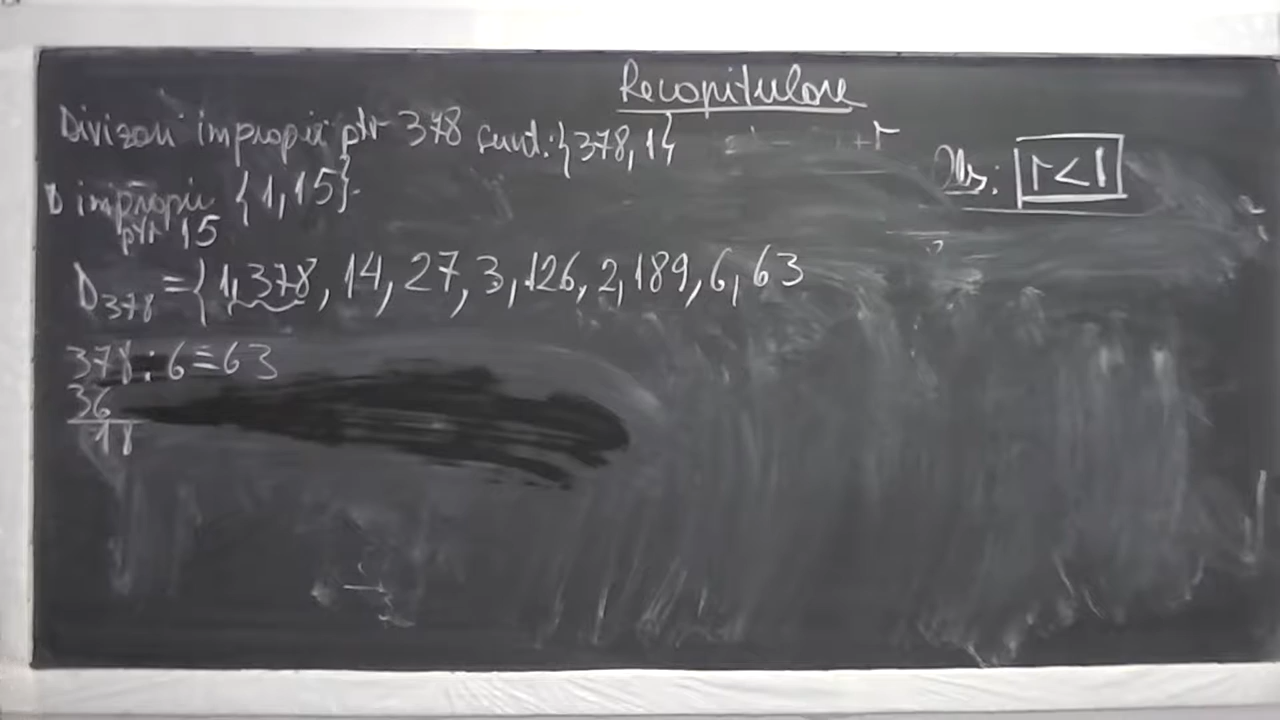 Recapitulare
Divizori improprii ptr 378 sunt: {378, 1}
D improprii {1, 15}.
ptr 15
Obs: r < î
D378 = {1, 378, 14, 27, 3, 126, 2, 189, 6, 63
378 : 6 = 63
36
18